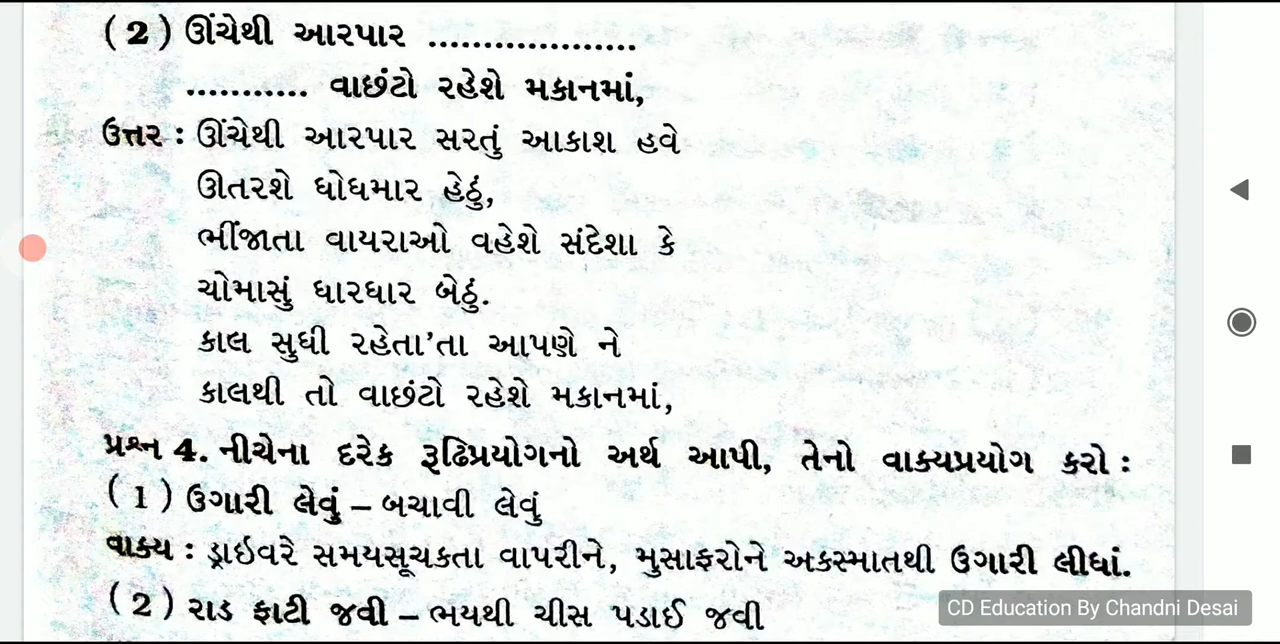 (2) ઊંચેથી આરપાર ...................
........... વાછંટો રહેશે મકાનમાં,
ઉત્તર : ઊંચેથી આરપાર સરતું આકાશ હવે
ઊતરશે ધોધમાર હેઠું,
ભીંજાતા વાયરાઓ વહેશે સંદેશા કે
ચોમાસું ધારધાર બેઠું.
કાલ સુધી રહેતા'તા આપણે ને
કાલથી તો વાછંટો રહેશે મકાનમાં,
પ્રશ્ન 4. નીચેના દરેક રૂઢિપ્રયોગનો અર્થ આપી, તેનો વાક્યપ્રયોગ કરો :
(1) ઉગારી લેવું – બચાવી લેવું
વાક્ય : ડ્રાઇવરે સમયસૂચકતા વાપરીને, મુસાફરોને અકસ્માતથી ઉગારી લીધાં.
(2) રાડ ફાટી જવી – ભયથી ચીસ પડાઈ જવી
CD Education By Chandni Desai